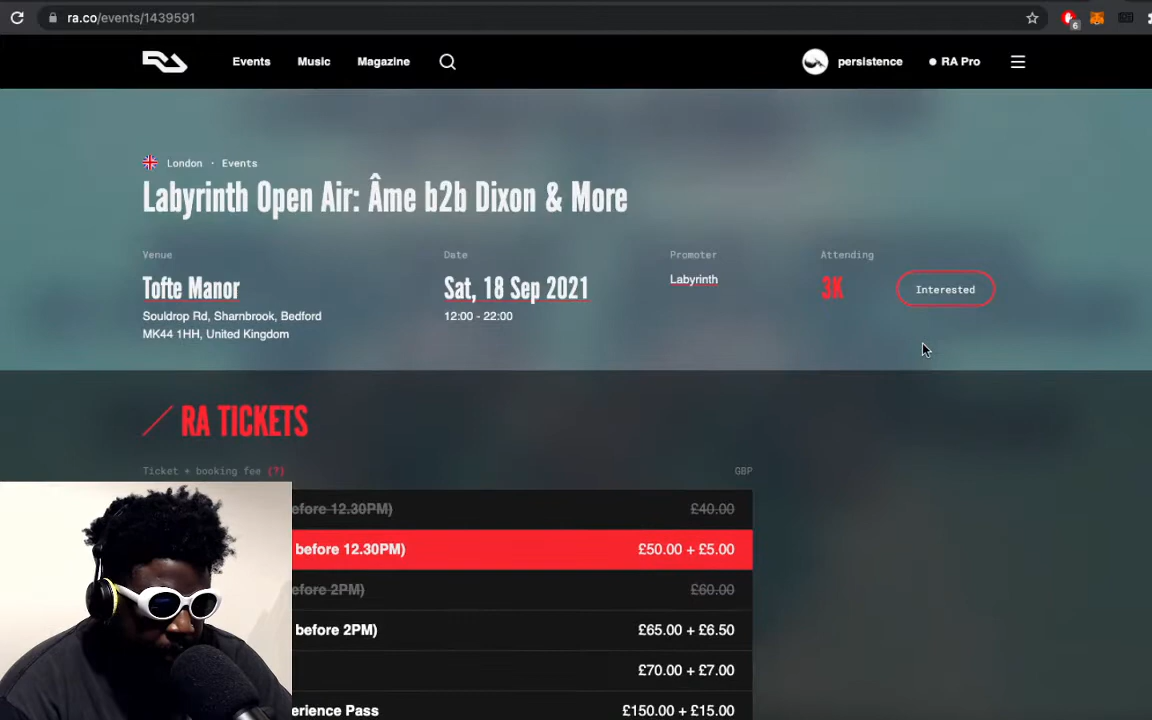 ra.co/events/1439591
6
Events Music Magazine persistence RA Pro
London · Events
Labyrinth Open Air: Âme b2b Dixon & More
Venue Date Promoter Attending
Tofte Manor Sat, 18 Sep 2021 Labyrinth 3K Interested
Souldrop Rd, Sharnbrook, Bedford 12:00 - 22:00
MK44 1HH, United Kingdom
/ RA TICKETS
Ticket + booking fee (?) GBP
efore 12.30PM) £40.00
before 12.30PM) £50.00 + £5.00
efore 2PM) £60.00
before 2PM) £65.00 + £6.50
£70.00 + £7.00
erience Pass £150.00 + £15.00